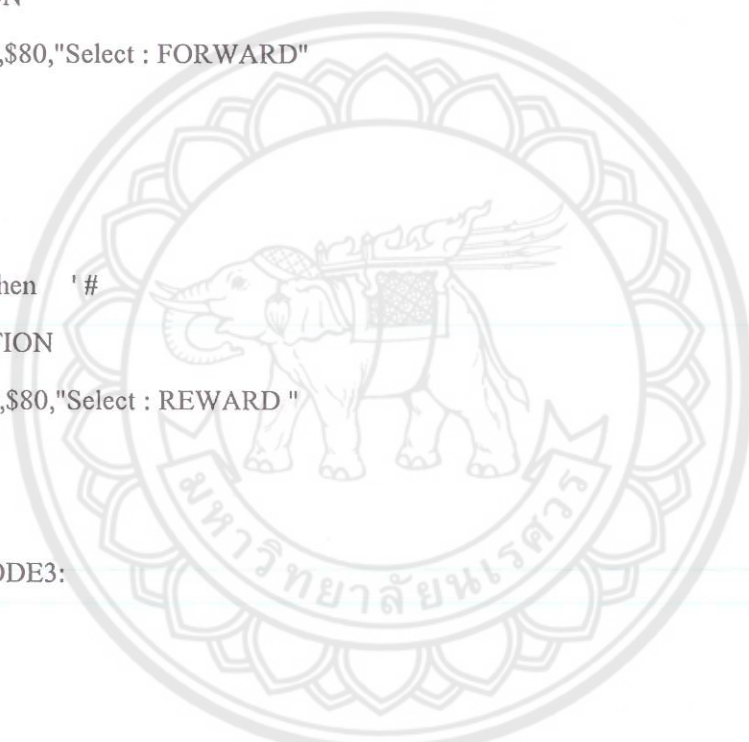 ,$80,"Select : FORWARD"
hen ' #
TION
,$80,"Select : REWARD "
DDE3:
มหาวิทยาลัยนเรศวร